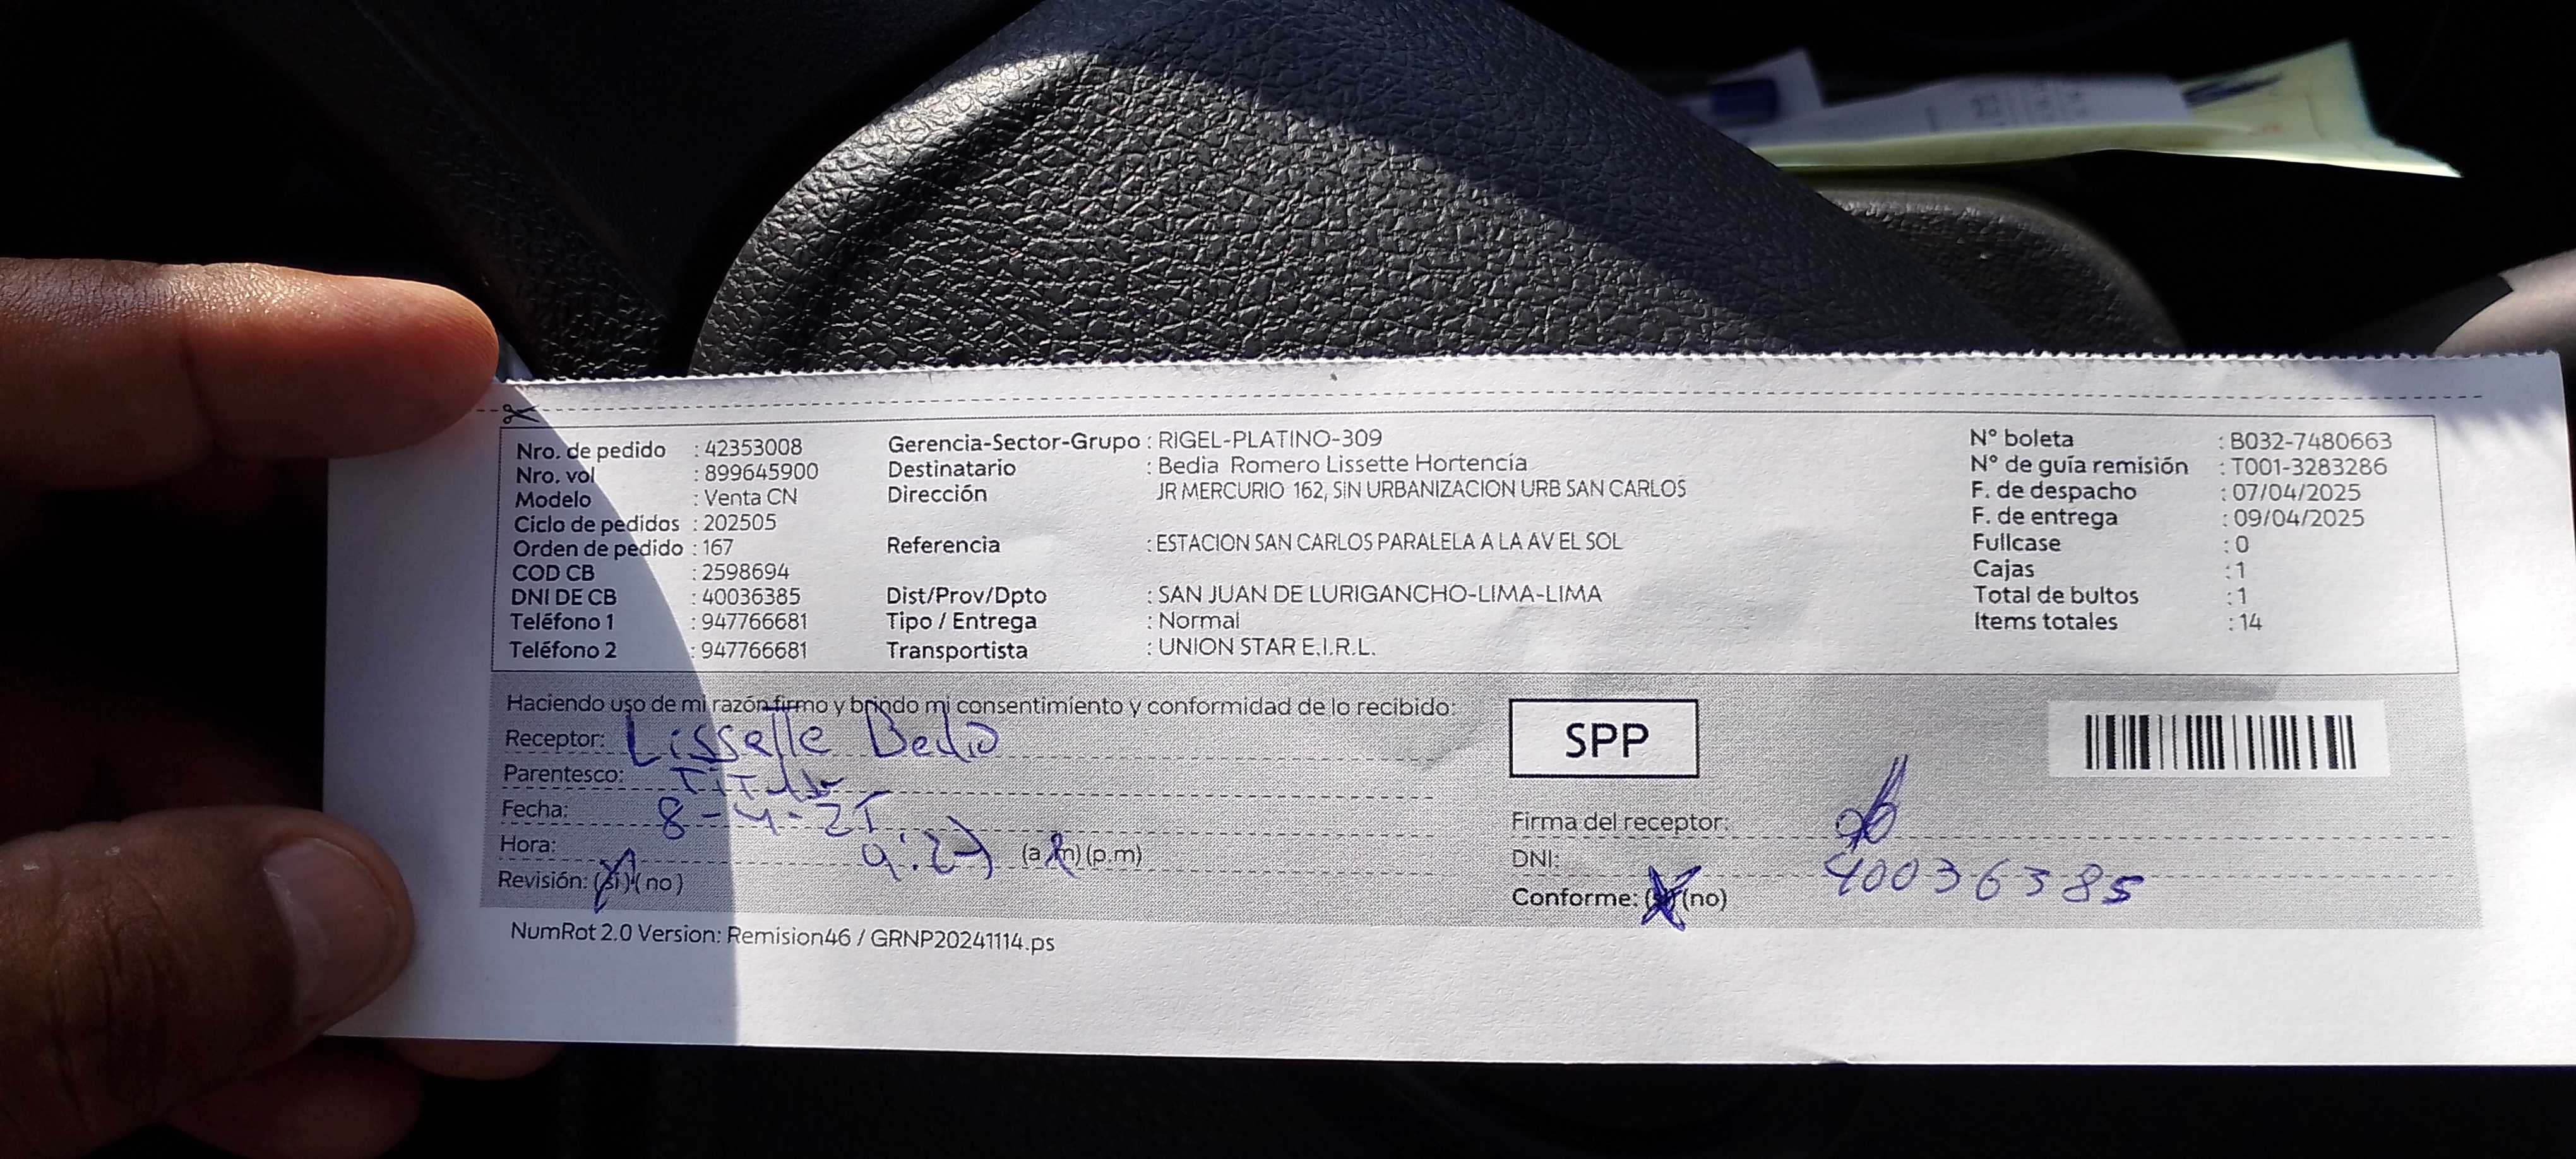 Nro. de pedido : 42353008
Nro. vol : 899645900
Modelo : Venta CN
Ciclo de pedidos : 202505
Orden de pedido : 167
COD CB : 2598694
DNI DE CB : 40036385
Teléfono 1 : 947766681
Teléfono 2 : 947766681
Gerencia-Sector-Grupo : RIGEL-PLATINO-309
Destinatario : Bedia Romero Lissette Hortencia
Dirección JR MERCURIO 162, SIN URBANIZACION URB SAN CARLOS
Referencia : ESTACION SAN CARLOS PARALELA A LA AV EL SOL
Dist/Prov/Dpto : SAN JUAN DE LURIGANCHO-LIMA-LIMA
Tipo / Entrega : Normal
Transportista : UNION STAR E.I.R.L.
N° boleta : B032-7480663
N° de guía remisión : T001-3283286
F. de despacho : 07/04/2025
F. de entrega : 09/04/2025
Fullcase : 0
Cajas : 1
Total de bultos : 1
Items totales : 14
Haciendo uso de mi razón firmo y brindo mi consentimiento y conformidad de lo recibido:
Receptor: Lissette Bedia
Parentesco: Titular
Fecha: 8-4-25
Hora: 9:27 (a.m) (p.m)
Revisión: (si) (no)
SPP
Firma del receptor:
DNI: 40036385
Conforme: (si) (no)
NumRot 2.0 Version: Remision46 / GRNP20241114.ps